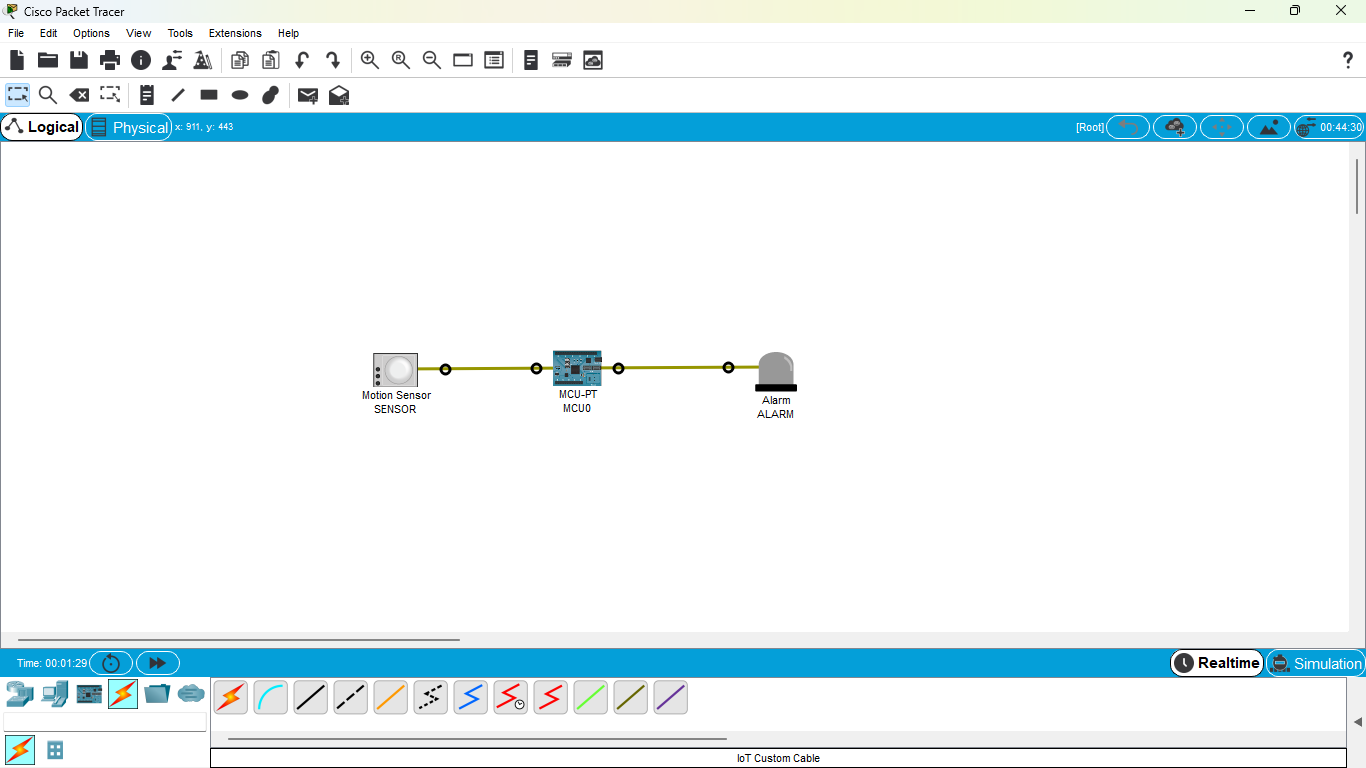 Cisco Packet Tracer
File Edit Options View Tools Extensions Help
Logical Physical x: 911, y: 443 [Root] 00:44:30
Motion Sensor
SENSOR
MCU-PT
MCU0
Alarm
ALARM
Time: 00:01:29 Realtime Simulation
IoT Custom Cable